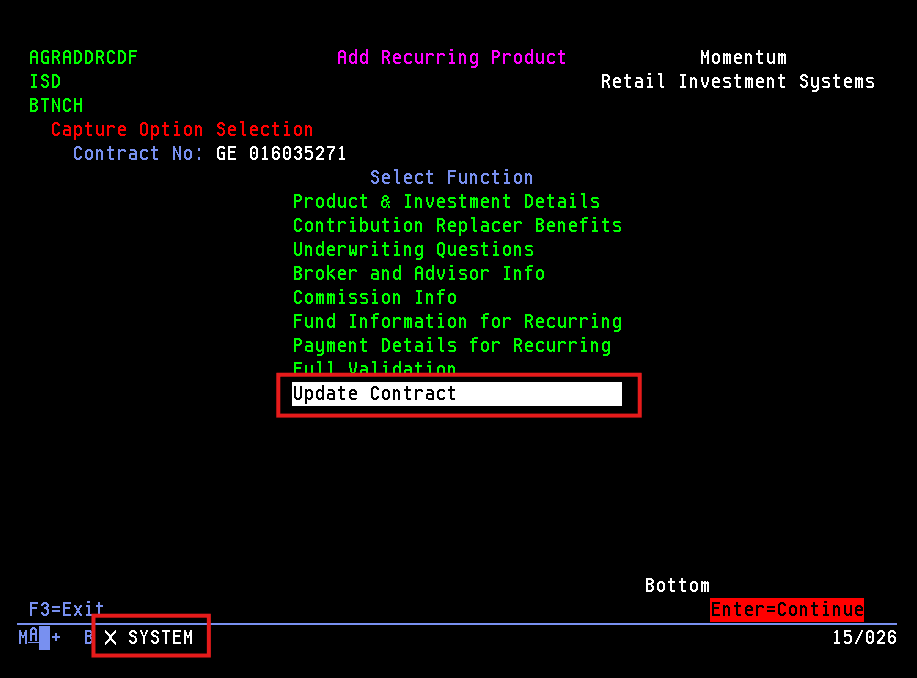 AGRADDRCDF Add Recurring Product Momentum
ISD Retail Investment Systems
BTNCH
Capture Option Selection
Contract No: GE 016035271
Select Function
Product & Investment Details
Contribution Replacer Benefits
Underwriting Questions
Broker and Advisor Info
Commission Info
Fund Information for Recurring
Payment Details for Recurring
Full Validation
Update Contract
Bottom
F3=Exit Enter=Continue
MA + B X SYSTEM 15/026